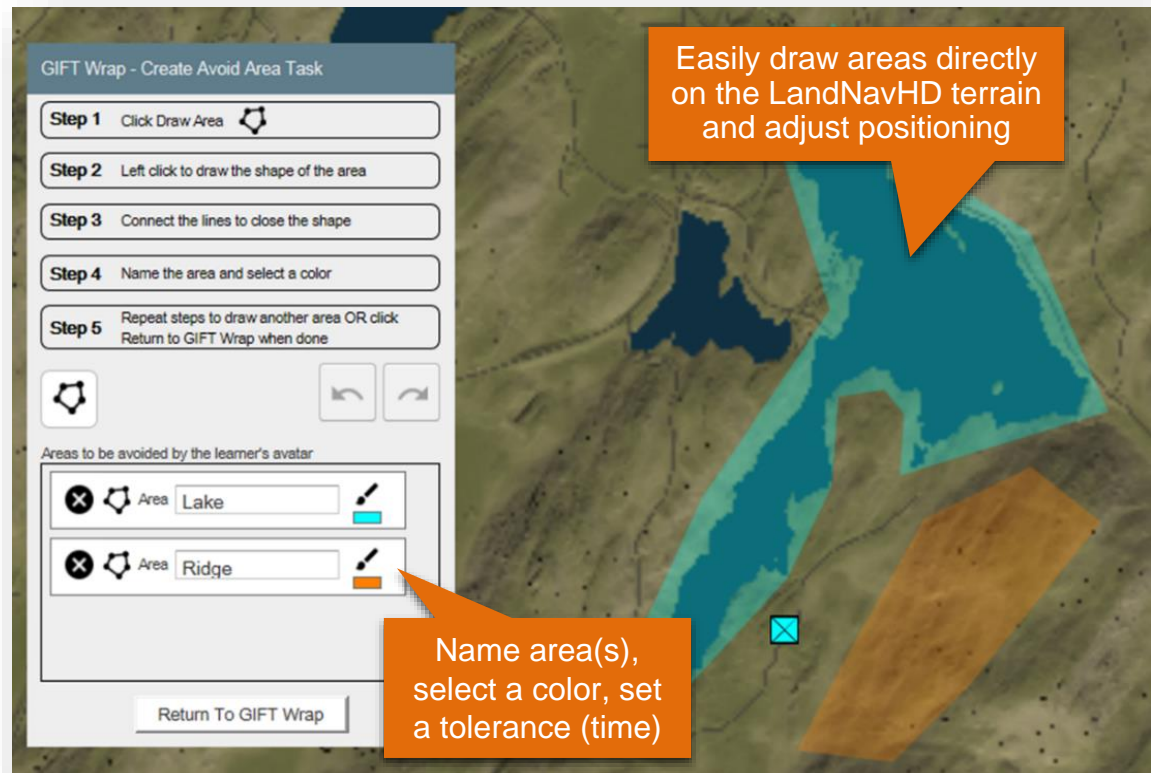 GIFT Wrap - Create Avoid Area Task
Step 1 Click Draw Area
Step 2 Left click to draw the shape of the area
Step 3 Connect the lines to close the shape
Step 4 Name the area and select a color
Step 5 Repeat steps to draw another area OR click
Return to GIFT Wrap when done
Areas to be avoided by the learner's avatar
Area Lake
Area Ridge
Return To GIFT Wrap
Easily draw areas directly
on the LandNavHD terrain
and adjust positioning
Name area(s),
select a color, set
a tolerance (time)